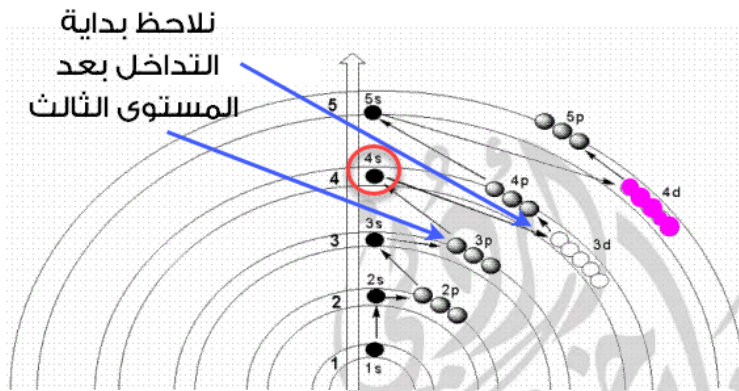 نلاحظ بداية
التداخل بعد
المستوى الثالث
5
5s
5p
4s
4
4p
4d
3
3s
3p
3d
2
2s
2p
1
1s